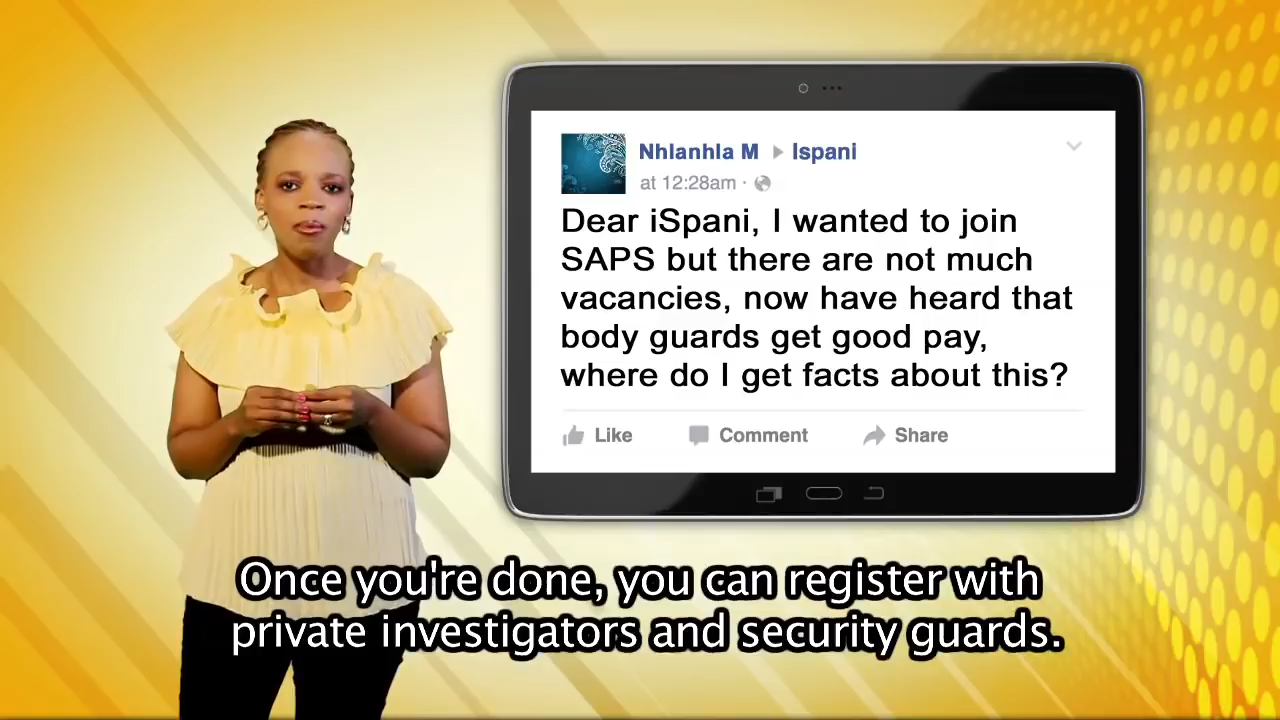 Nhlanhla M ▸ Ispani
at 12:28am ·
Dear iSpani, I wanted to join
SAPS but there are not much
vacancies, now have heard that
body guards get good pay,
where do I get facts about this?
Like Comment Share
Once you're done, you can register with
private investigators and security guards.